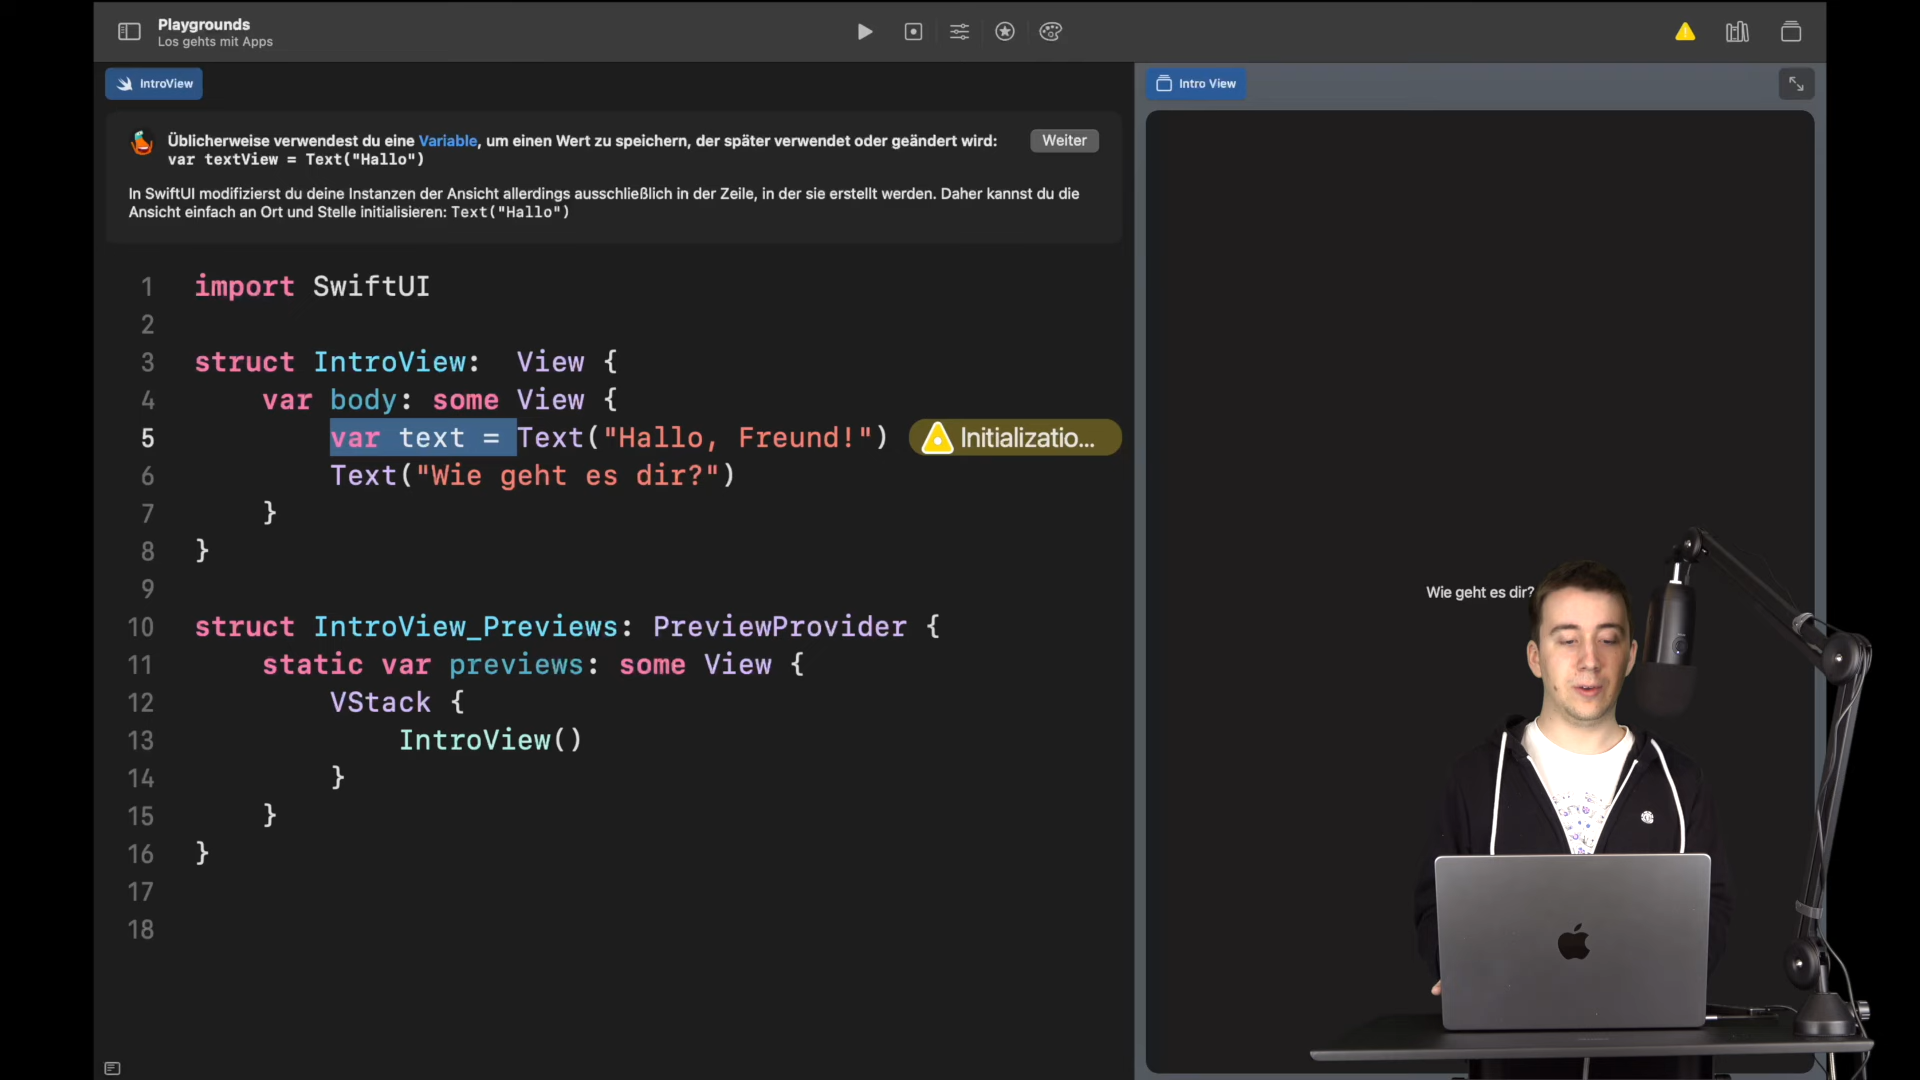 Playgrounds
Los gehts mit Apps
IntroView
Intro View
Üblicherweise verwendest du eine Variable, um einen Wert zu speichern, der später verwendet oder geändert wird:
var textView = Text("Hallo")
Weiter
In SwiftUI modifizierst du deine Instanzen der Ansicht allerdings ausschließlich in der Zeile, in der sie erstellt werden. Daher kannst du die
Ansicht einfach an Ort und Stelle initialisieren: Text("Hallo")
1 import SwiftUI
2
3 struct IntroView:  View {
4     var body: some View {
5         var text = Text("Hallo, Freund!") Initializatio...
6         Text("Wie geht es dir?")
7     }
8 }
9
10 struct IntroView_Previews: PreviewProvider {
11     static var previews: some View {
12         VStack {
13             IntroView()
14         }
15     }
16 }
17
18
Wie geht es dir?